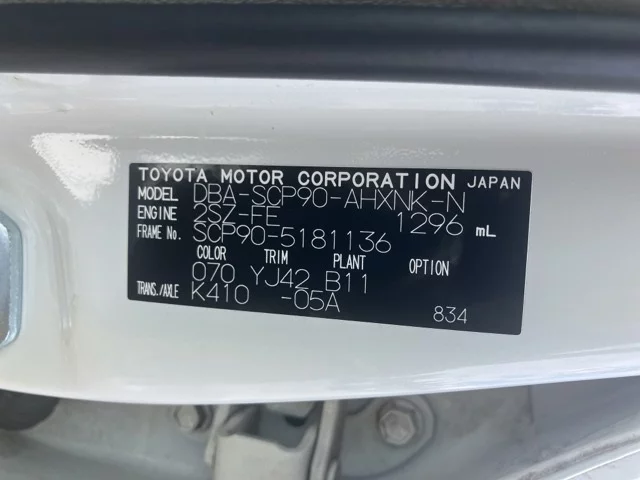 TOYOTA MOTOR CORPORATION JAPAN
MODEL DBA-SCP90-AHXNK-N
ENGINE 2SZ-FE 1296 mL
FRAME No. SCP90-5181136
COLOR TRIM PLANT OPTION
070 YJ42 B11
TRANS./AXLE K410 -05A
834